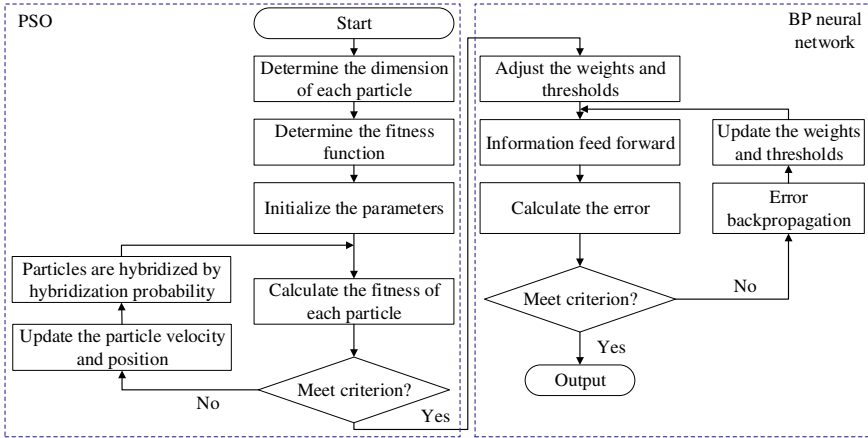 PSO
Start
Determine the dimension
of each particle
Determine the fitness
function
Initialize the parameters
Particles are hybridized by
hybridization probability
Calculate the fitness of
each particle
Update the particle velocity
and position
Meet criterion?
No
Yes
BP neural
network
Adjust the weights and
thresholds
Information feed forward
Update the weights
and thresholds
Calculate the error
Error
backpropagation
Meet criterion?
No
Yes
Output